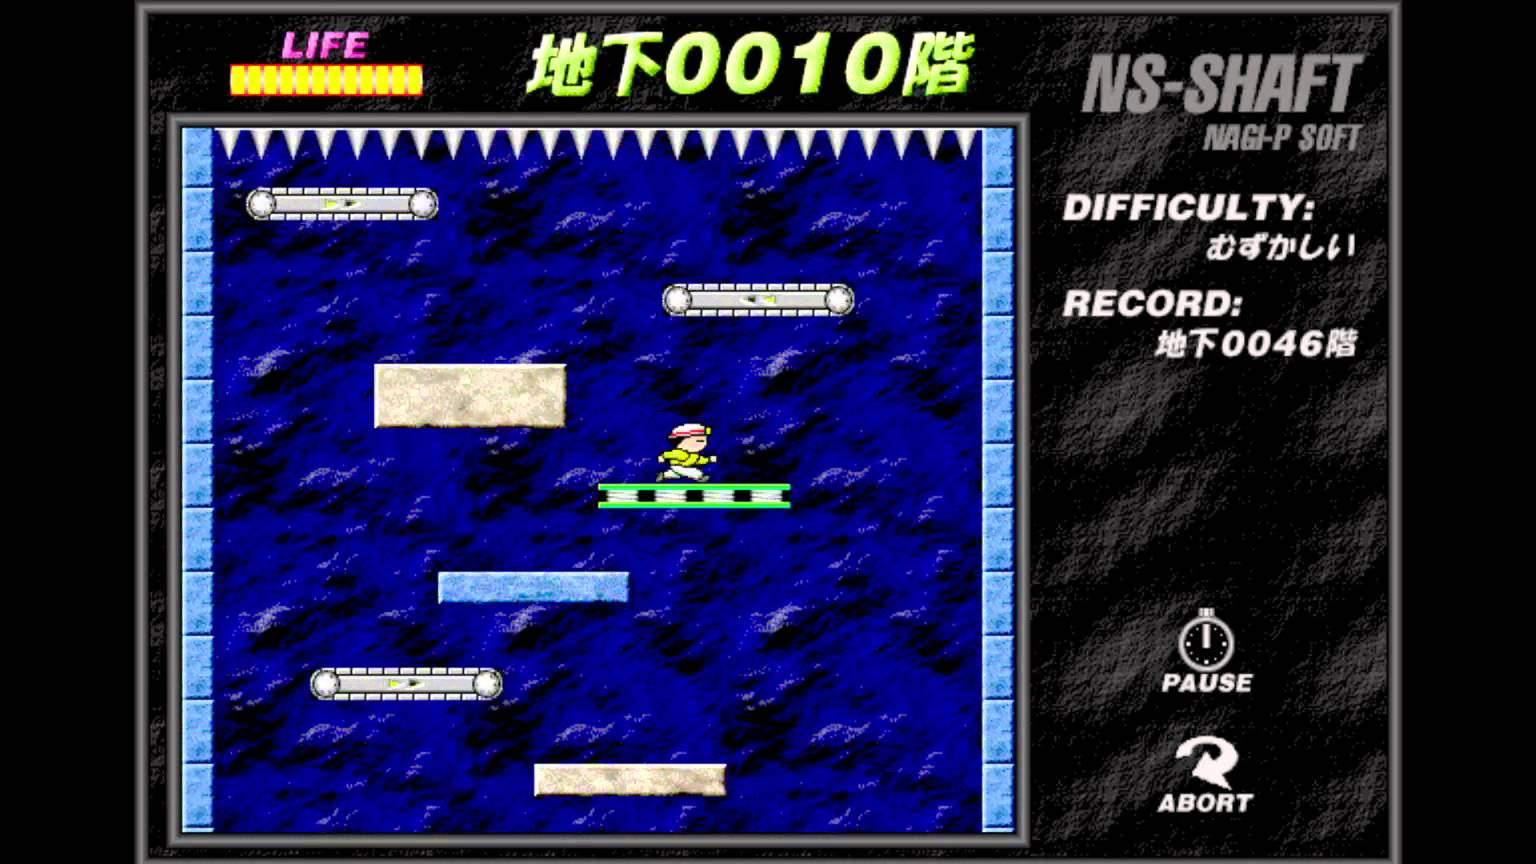 LIFE
地下0010階
NS-SHAFT
NAGI-P SOFT
DIFFICULTY:
むずかしい
RECORD:
地下0046階
PAUSE
ABORT